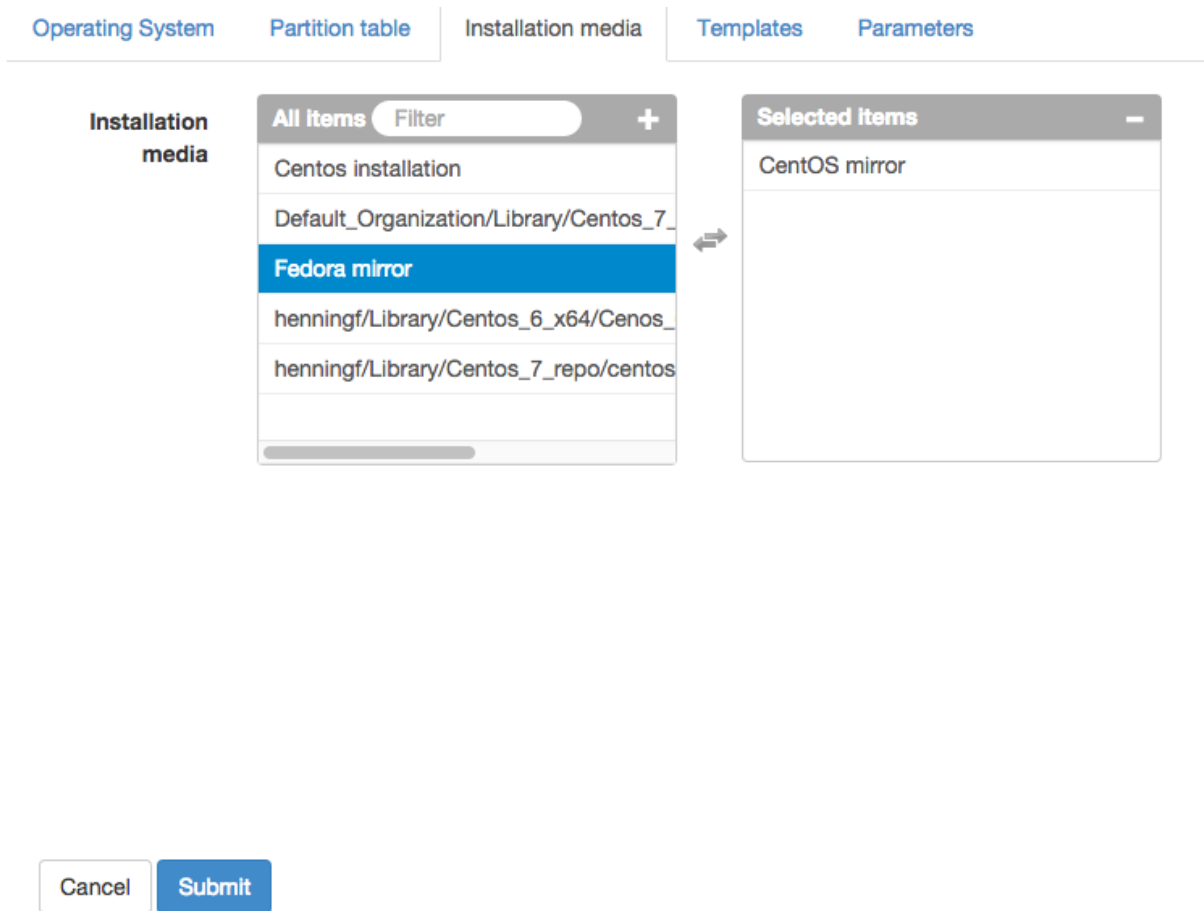 Operating System Partition table Installation media Templates Parameters
Installation media
All items Filter +
Centos installation
Default_Organization/Library/Centos_7_
Fedora mirror
henningf/Library/Centos_6_x64/Cenos_
henningf/Library/Centos_7_repo/centos
Selected items −
CentOS mirror
Cancel Submit